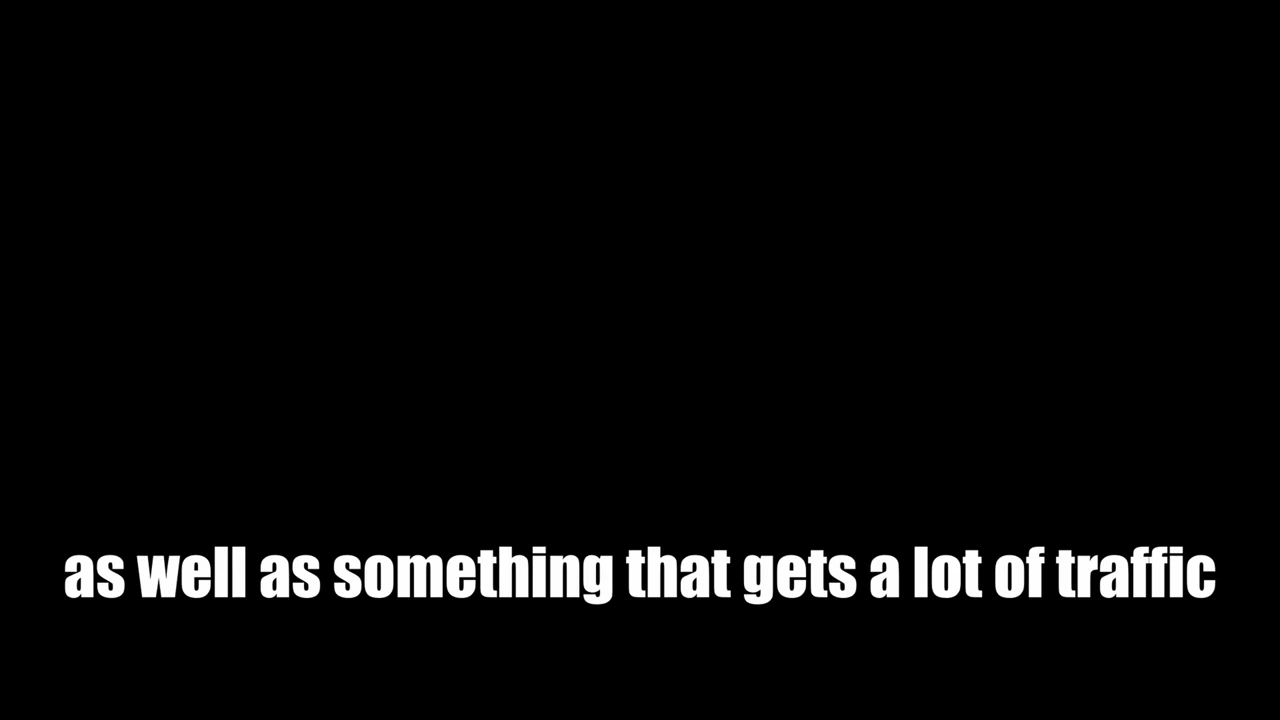 as well as something that gets a lot of traffic